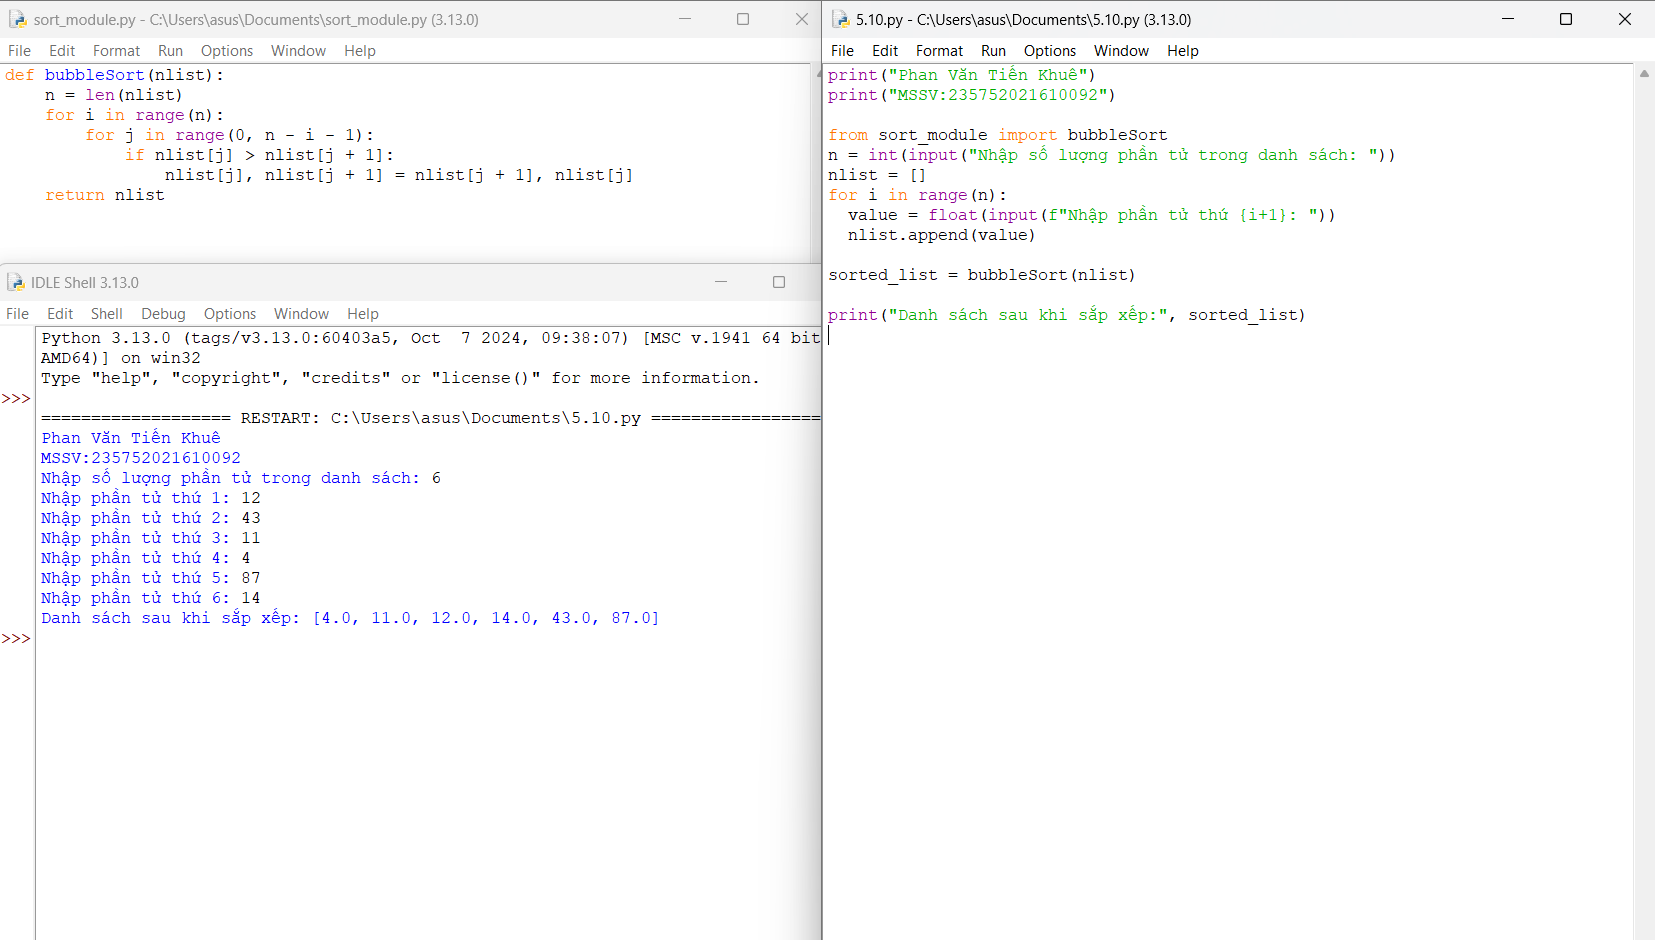 sort_module.py - C:\Users\asus\Documents\sort_module.py (3.13.0)
File Edit Format Run Options Window Help
def bubbleSort(nlist):
    n = len(nlist)
    for i in range(n):
        for j in range(0, n - i - 1):
            if nlist[j] > nlist[j + 1]:
                nlist[j], nlist[j + 1] = nlist[j + 1], nlist[j]
    return nlist
IDLE Shell 3.13.0
File Edit Shell Debug Options Window Help
Python 3.13.0 (tags/v3.13.0:60403a5, Oct  7 2024, 09:38:07) [MSC v.1941 64 bit
AMD64)] on win32
Type "help", "copyright", "credits" or "license()" for more information.
>>>
=================== RESTART: C:\Users\asus\Documents\5.10.py =================
Phan Văn Tiến Khuê
MSSV:235752021610092
Nhập số lượng phần tử trong danh sách: 6
Nhập phần tử thứ 1: 12
Nhập phần tử thứ 2: 43
Nhập phần tử thứ 3: 11
Nhập phần tử thứ 4: 4
Nhập phần tử thứ 5: 87
Nhập phần tử thứ 6: 14
Danh sách sau khi sắp xếp: [4.0, 11.0, 12.0, 14.0, 43.0, 87.0]
>>>
5.10.py - C:\Users\asus\Documents\5.10.py (3.13.0)
File Edit Format Run Options Window Help
print("Phan Văn Tiến Khuê")
print("MSSV:235752021610092")
from sort_module import bubbleSort
n = int(input("Nhập số lượng phần tử trong danh sách: "))
nlist = []
for i in range(n):
  value = float(input(f"Nhập phần tử thứ {i+1}: "))
  nlist.append(value)
sorted_list = bubbleSort(nlist)
print("Danh sách sau khi sắp xếp:", sorted_list)